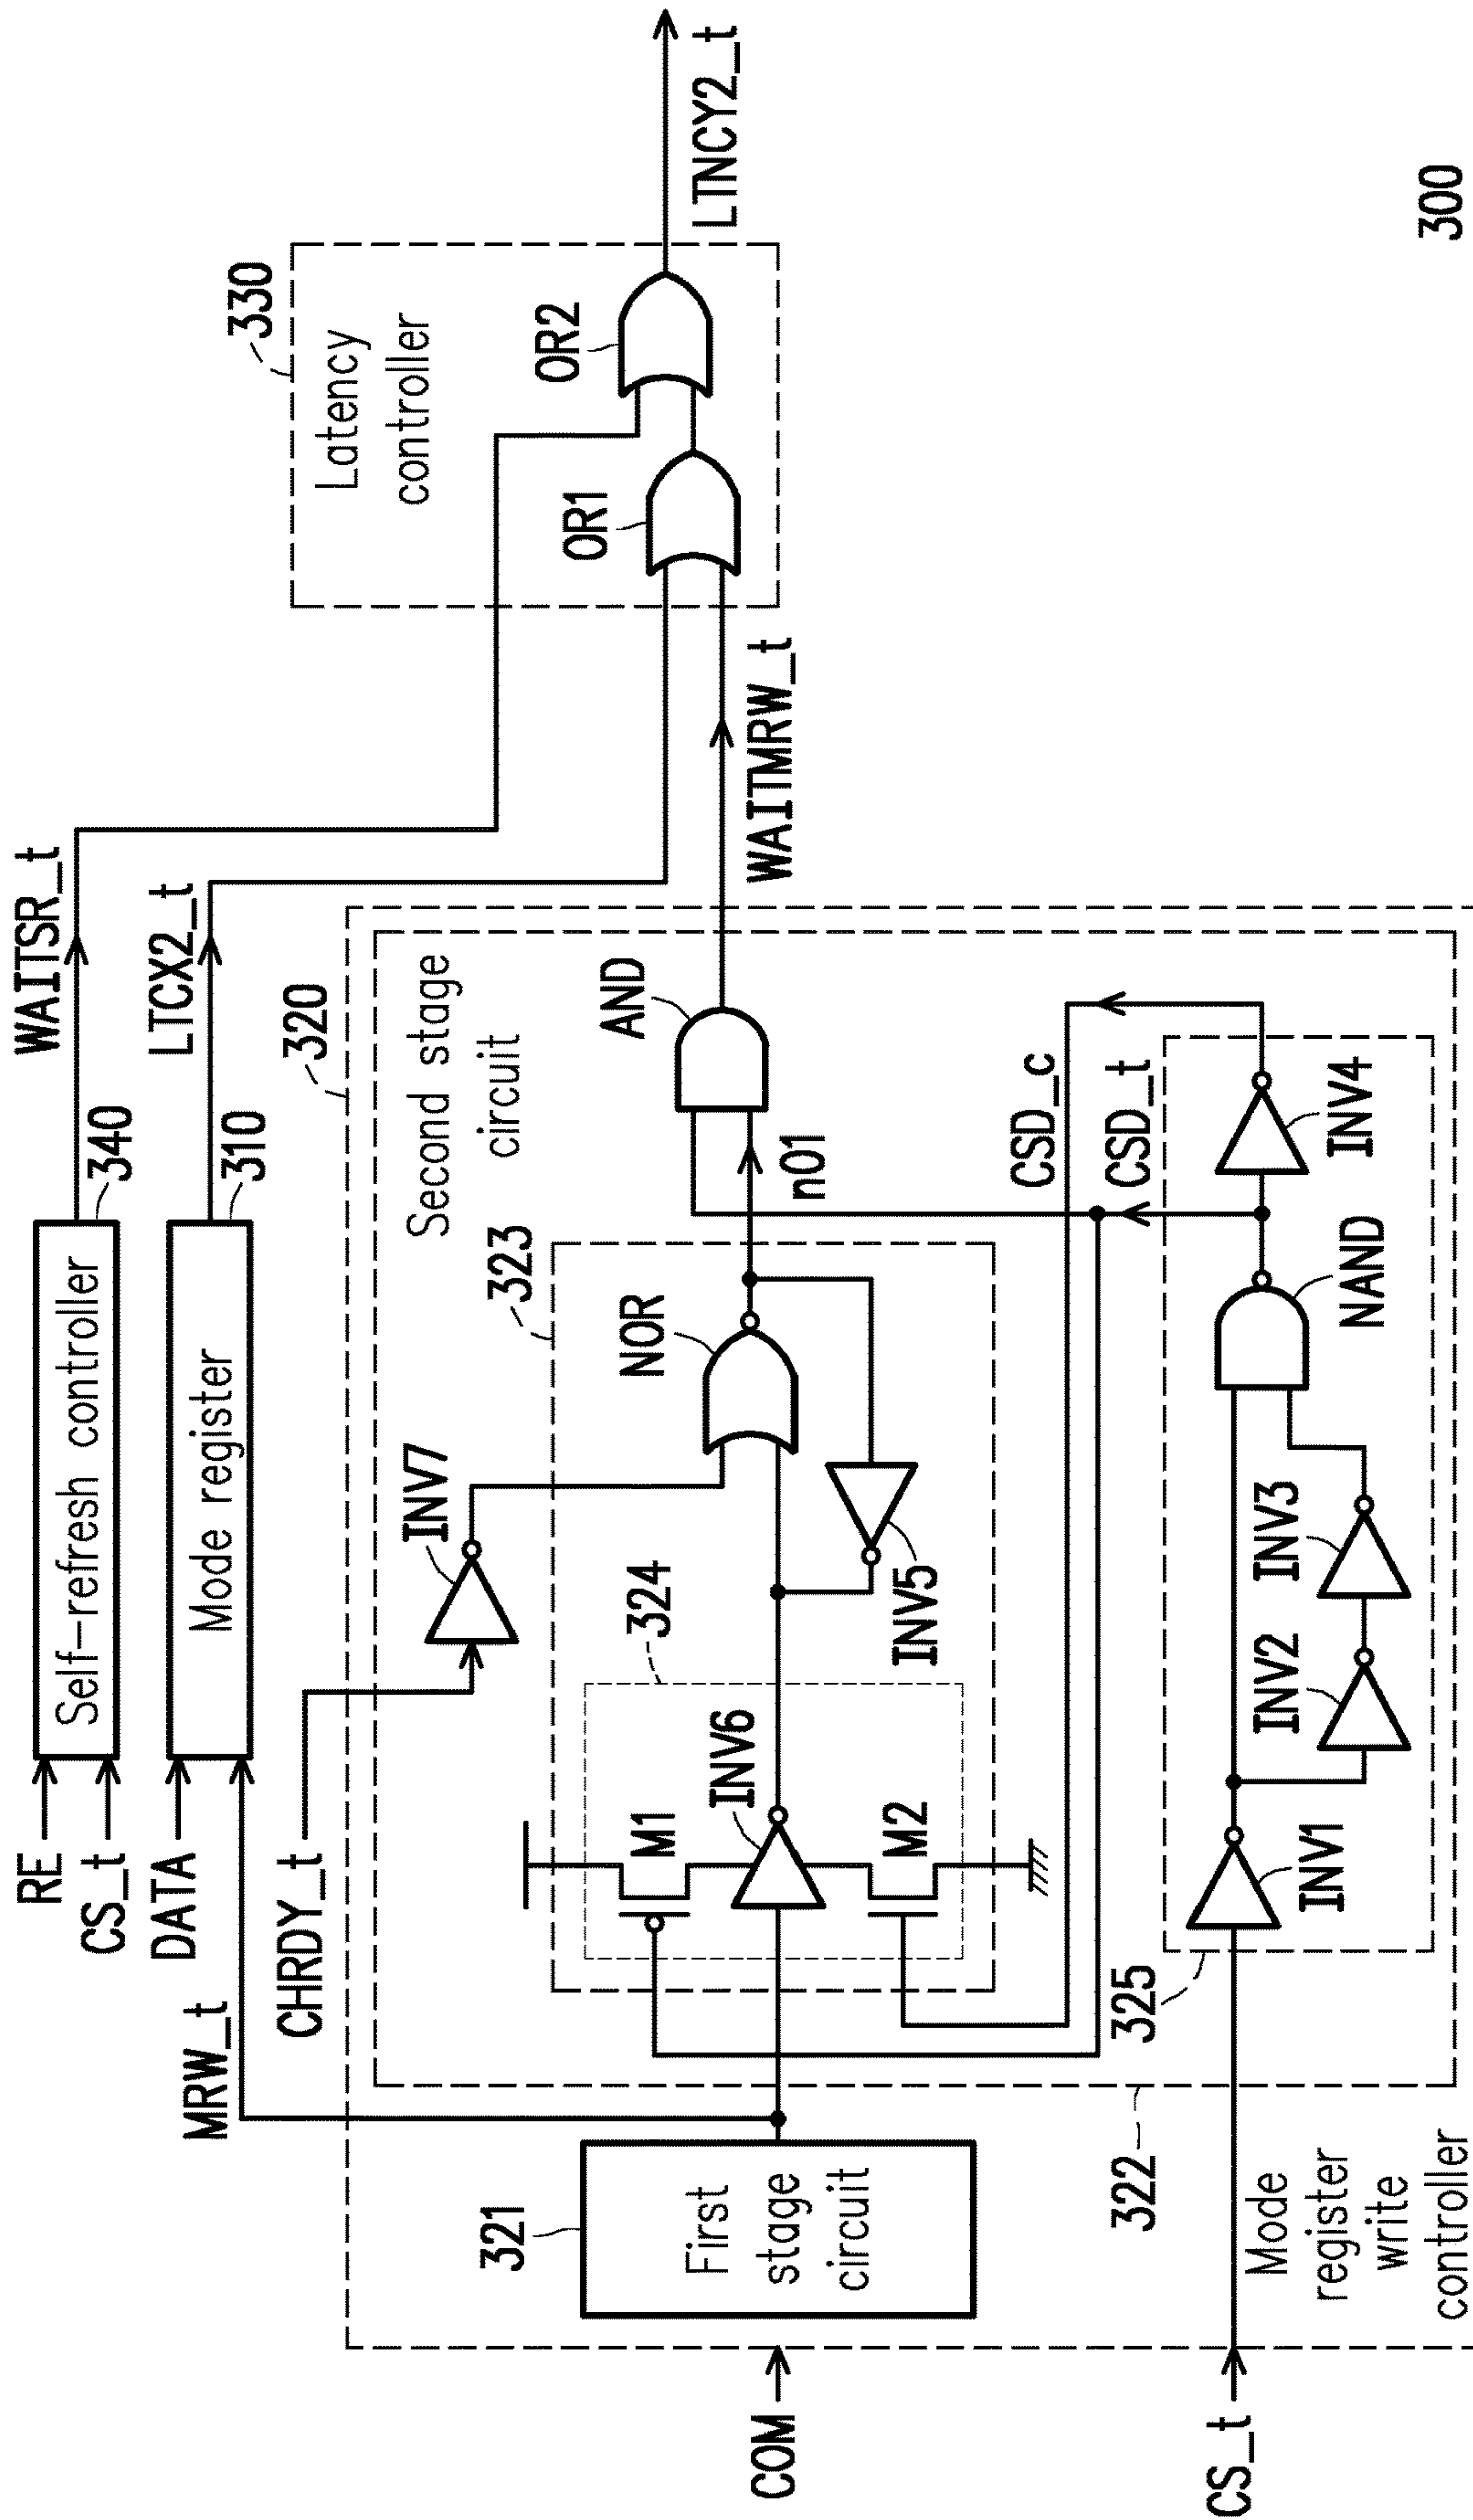 RE
CS_t
DATA
MRW_t
Self-refresh controller
340
WAITSR_t
Mode register
310
LTCX2_t
330
Latency
controller
OR1
OR2
LTNCY2_t
CHRDY_t
INV7
320
Second stage
circuit
323
NOR
AND
n01
WAITMRW_t
324
M1
INV6
M2
INV5
321
First
stage
circuit
COM
CSD_c
CSD_t
325
INV1
INV2
INV3
NAND
INV4
322
Mode
register
write
controller
CS_t
300